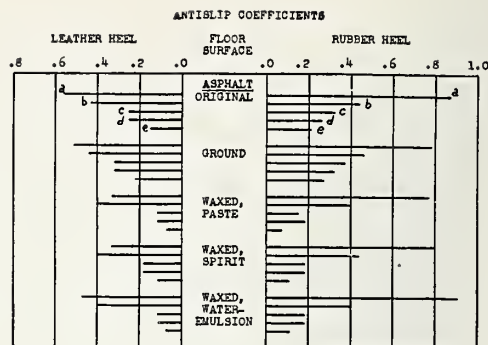 ANTISLIP COEFFICIENTS
LEATHER HEEL FLOOR SURFACE RUBBER HEEL
.8 .6 .4 .2 .0 0.0 .2 .4 .6 .8 1.0
ASPHALT
ORIGINAL
a a
b b
c c
d d
e e
GROUND
WAXED,
PASTE
WAXED,
SPIRIT
WAXED,
WATER-
EMULSION